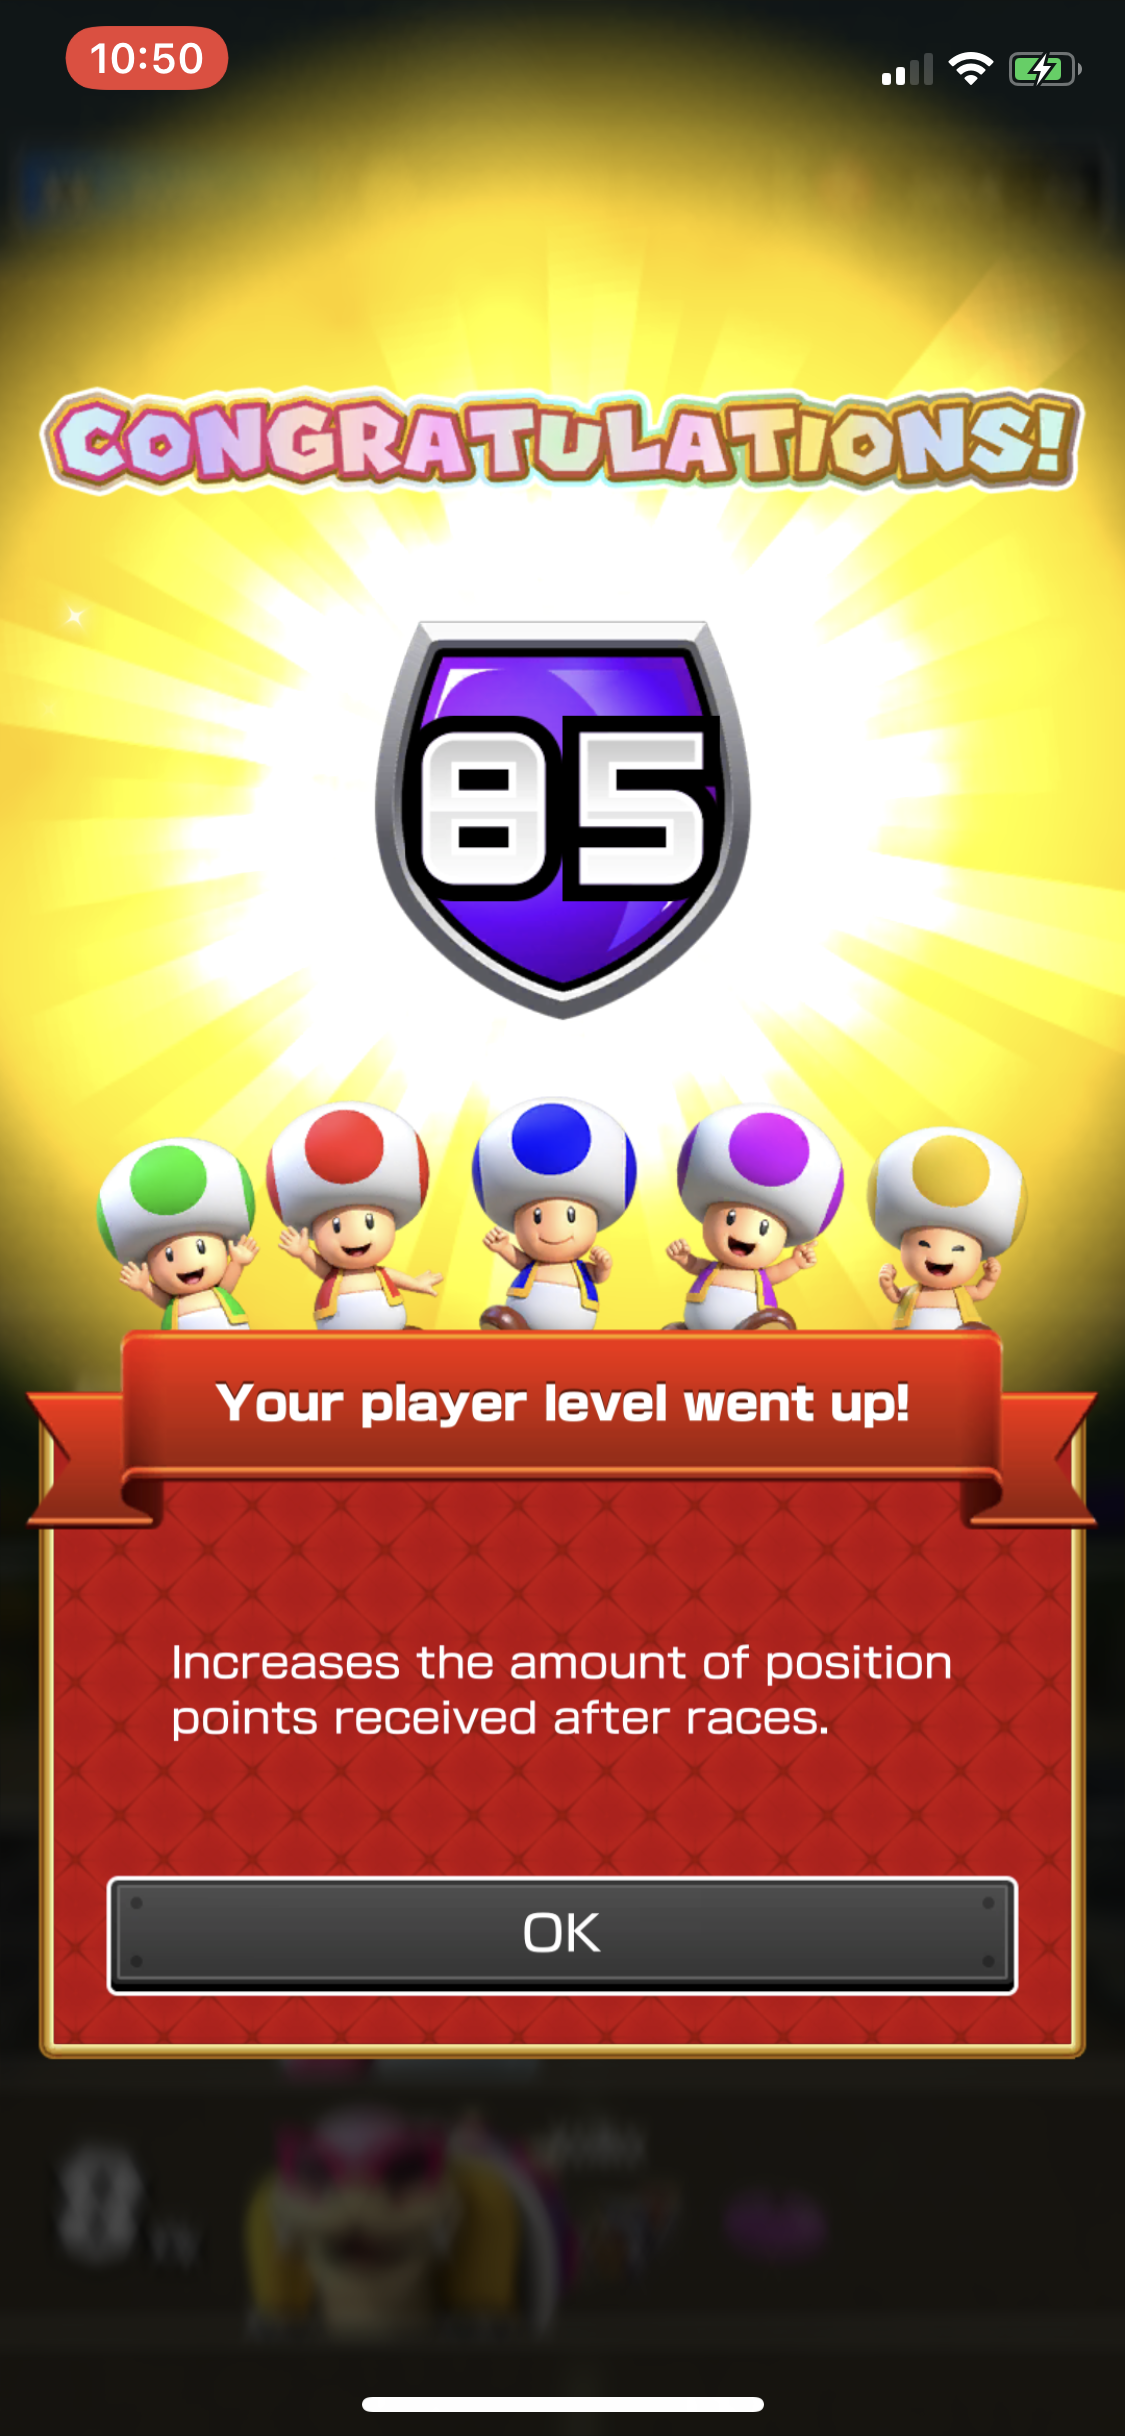 10:50
CONGRATULATIONS!
85
Your player level went up!
Increases the amount of position
points received after races.
OK